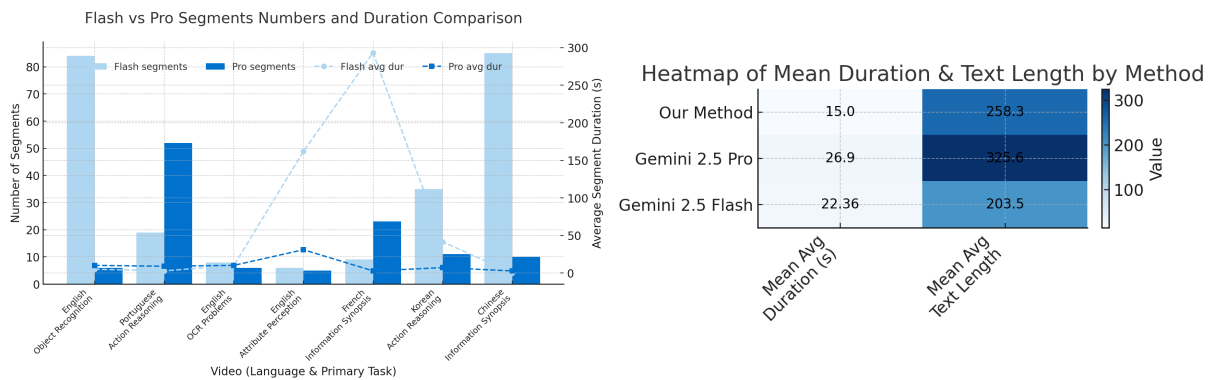 Flash vs Pro Segments Numbers and Duration Comparison
Flash segments
Pro segments
Flash avg dur
Pro avg dur
Number of Segments
80
70
60
50
40
30
20
10
0
Average Segment Duration (s)
300
250
200
150
100
50
0
English
Object Recognition
Portuguese
Action Reasoning
English
OCR Problems
English
Attribute Perception
French
Information Synopsis
Korean
Action Reasoning
Chinese
Information Synopsis
Video (Language & Primary Task)
Heatmap of Mean Duration & Text Length by Method
Our Method
15.0
258.3
Gemini 2.5 Pro
26.9
325.6
Gemini 2.5 Flash
22.36
203.5
Mean Avg
Duration (s)
Mean Avg
Text Length
300
200
100
Value